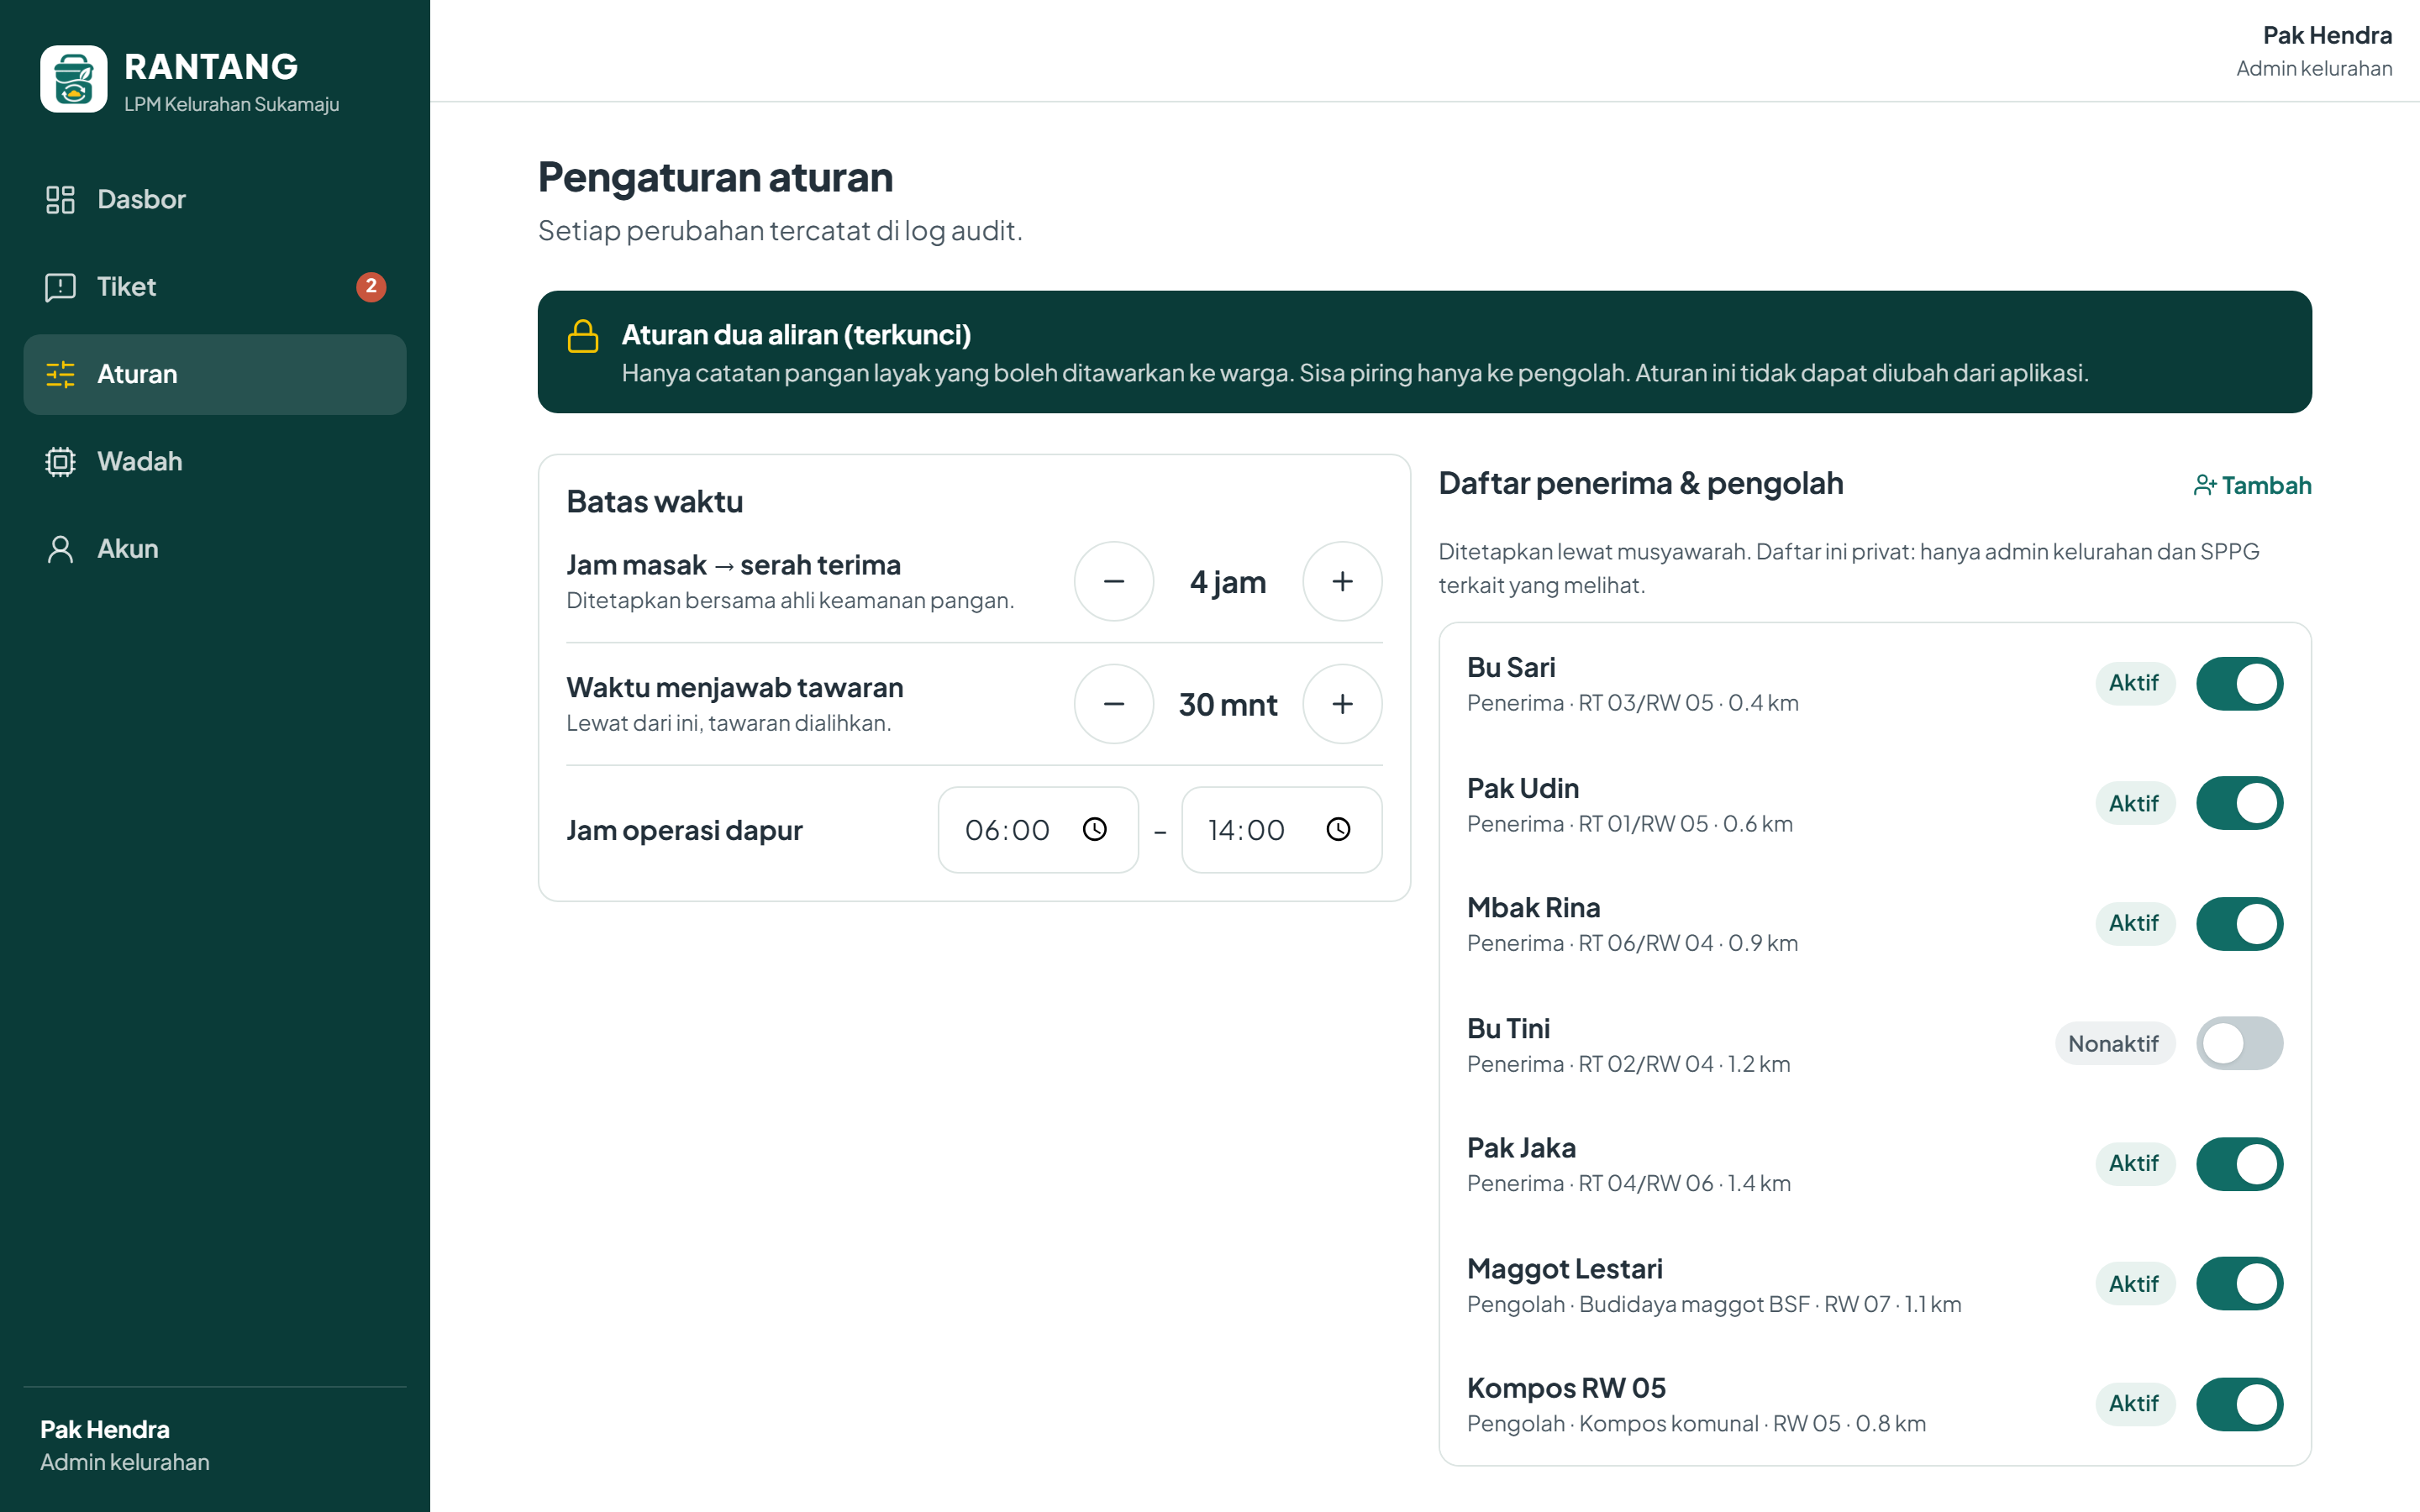 RANTANG
LPM Kelurahan Sukamaju
Dasbor
Tiket
2
Aturan
Wadah
Akun
Pak Hendra
Admin kelurahan
Pak Hendra
Admin kelurahan
Pengaturan aturan
Setiap perubahan tercatat di log audit.
Aturan dua aliran (terkunci)
Hanya catatan pangan layak yang boleh ditawarkan ke warga. Sisa piring hanya ke pengolah. Aturan ini tidak dapat diubah dari aplikasi.
Batas waktu
Jam masak → serah terima
Ditetapkan bersama ahli keamanan pangan.
− 4 jam +
Waktu menjawab tawaran
Lewat dari ini, tawaran dialihkan.
− 30 mnt +
Jam operasi dapur
06:00 – 14:00
Daftar penerima & pengolah
Tambah
Ditetapkan lewat musyawarah. Daftar ini privat: hanya admin kelurahan dan SPPG
terkait yang melihat.
Bu Sari
Penerima · RT 03/RW 05 · 0.4 km
Aktif
Pak Udin
Penerima · RT 01/RW 05 · 0.6 km
Aktif
Mbak Rina
Penerima · RT 06/RW 04 · 0.9 km
Aktif
Bu Tini
Penerima · RT 02/RW 04 · 1.2 km
Nonaktif
Pak Jaka
Penerima · RT 04/RW 06 · 1.4 km
Aktif
Maggot Lestari
Pengolah · Budidaya maggot BSF · RW 07 · 1.1 km
Aktif
Kompos RW 05
Pengolah · Kompos komunal · RW 05 · 0.8 km
Aktif